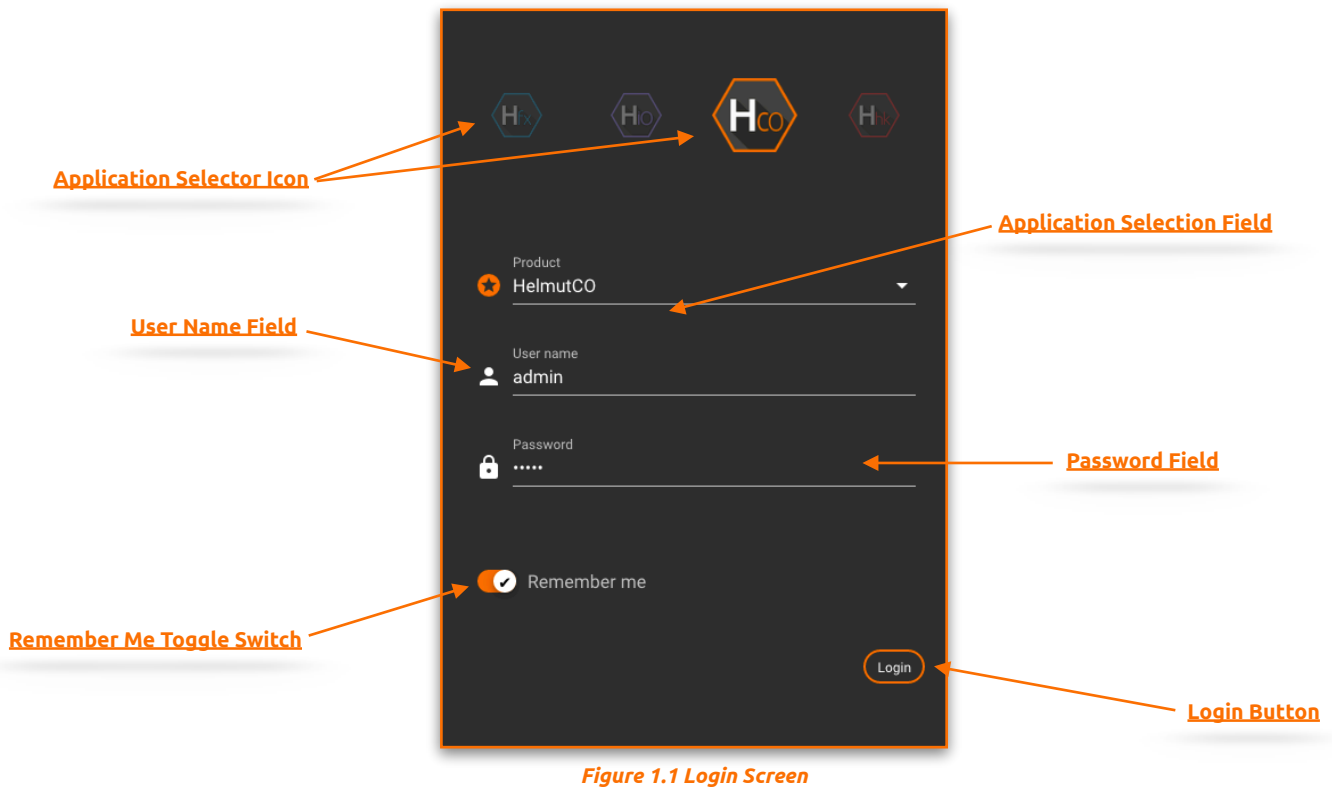 Hfx
HIO
HCO
Hhk
Application Selector Icon
Application Selection Field
Product
HelmutCO
User Name Field
User name
admin
Password
•••••
Password Field
Remember me
Remember Me Toggle Switch
Login
Login Button
Figure 1.1 Login Screen